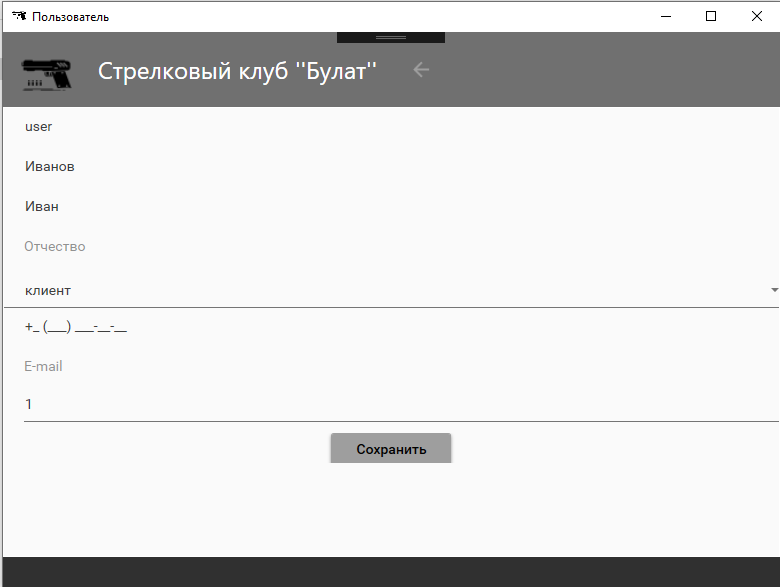 Пользователь
Стрелковый клуб "Булат"
user
Иванов
Иван
Отчество
клиент
+_ (___) ___-__-__
E-mail
1
Сохранить